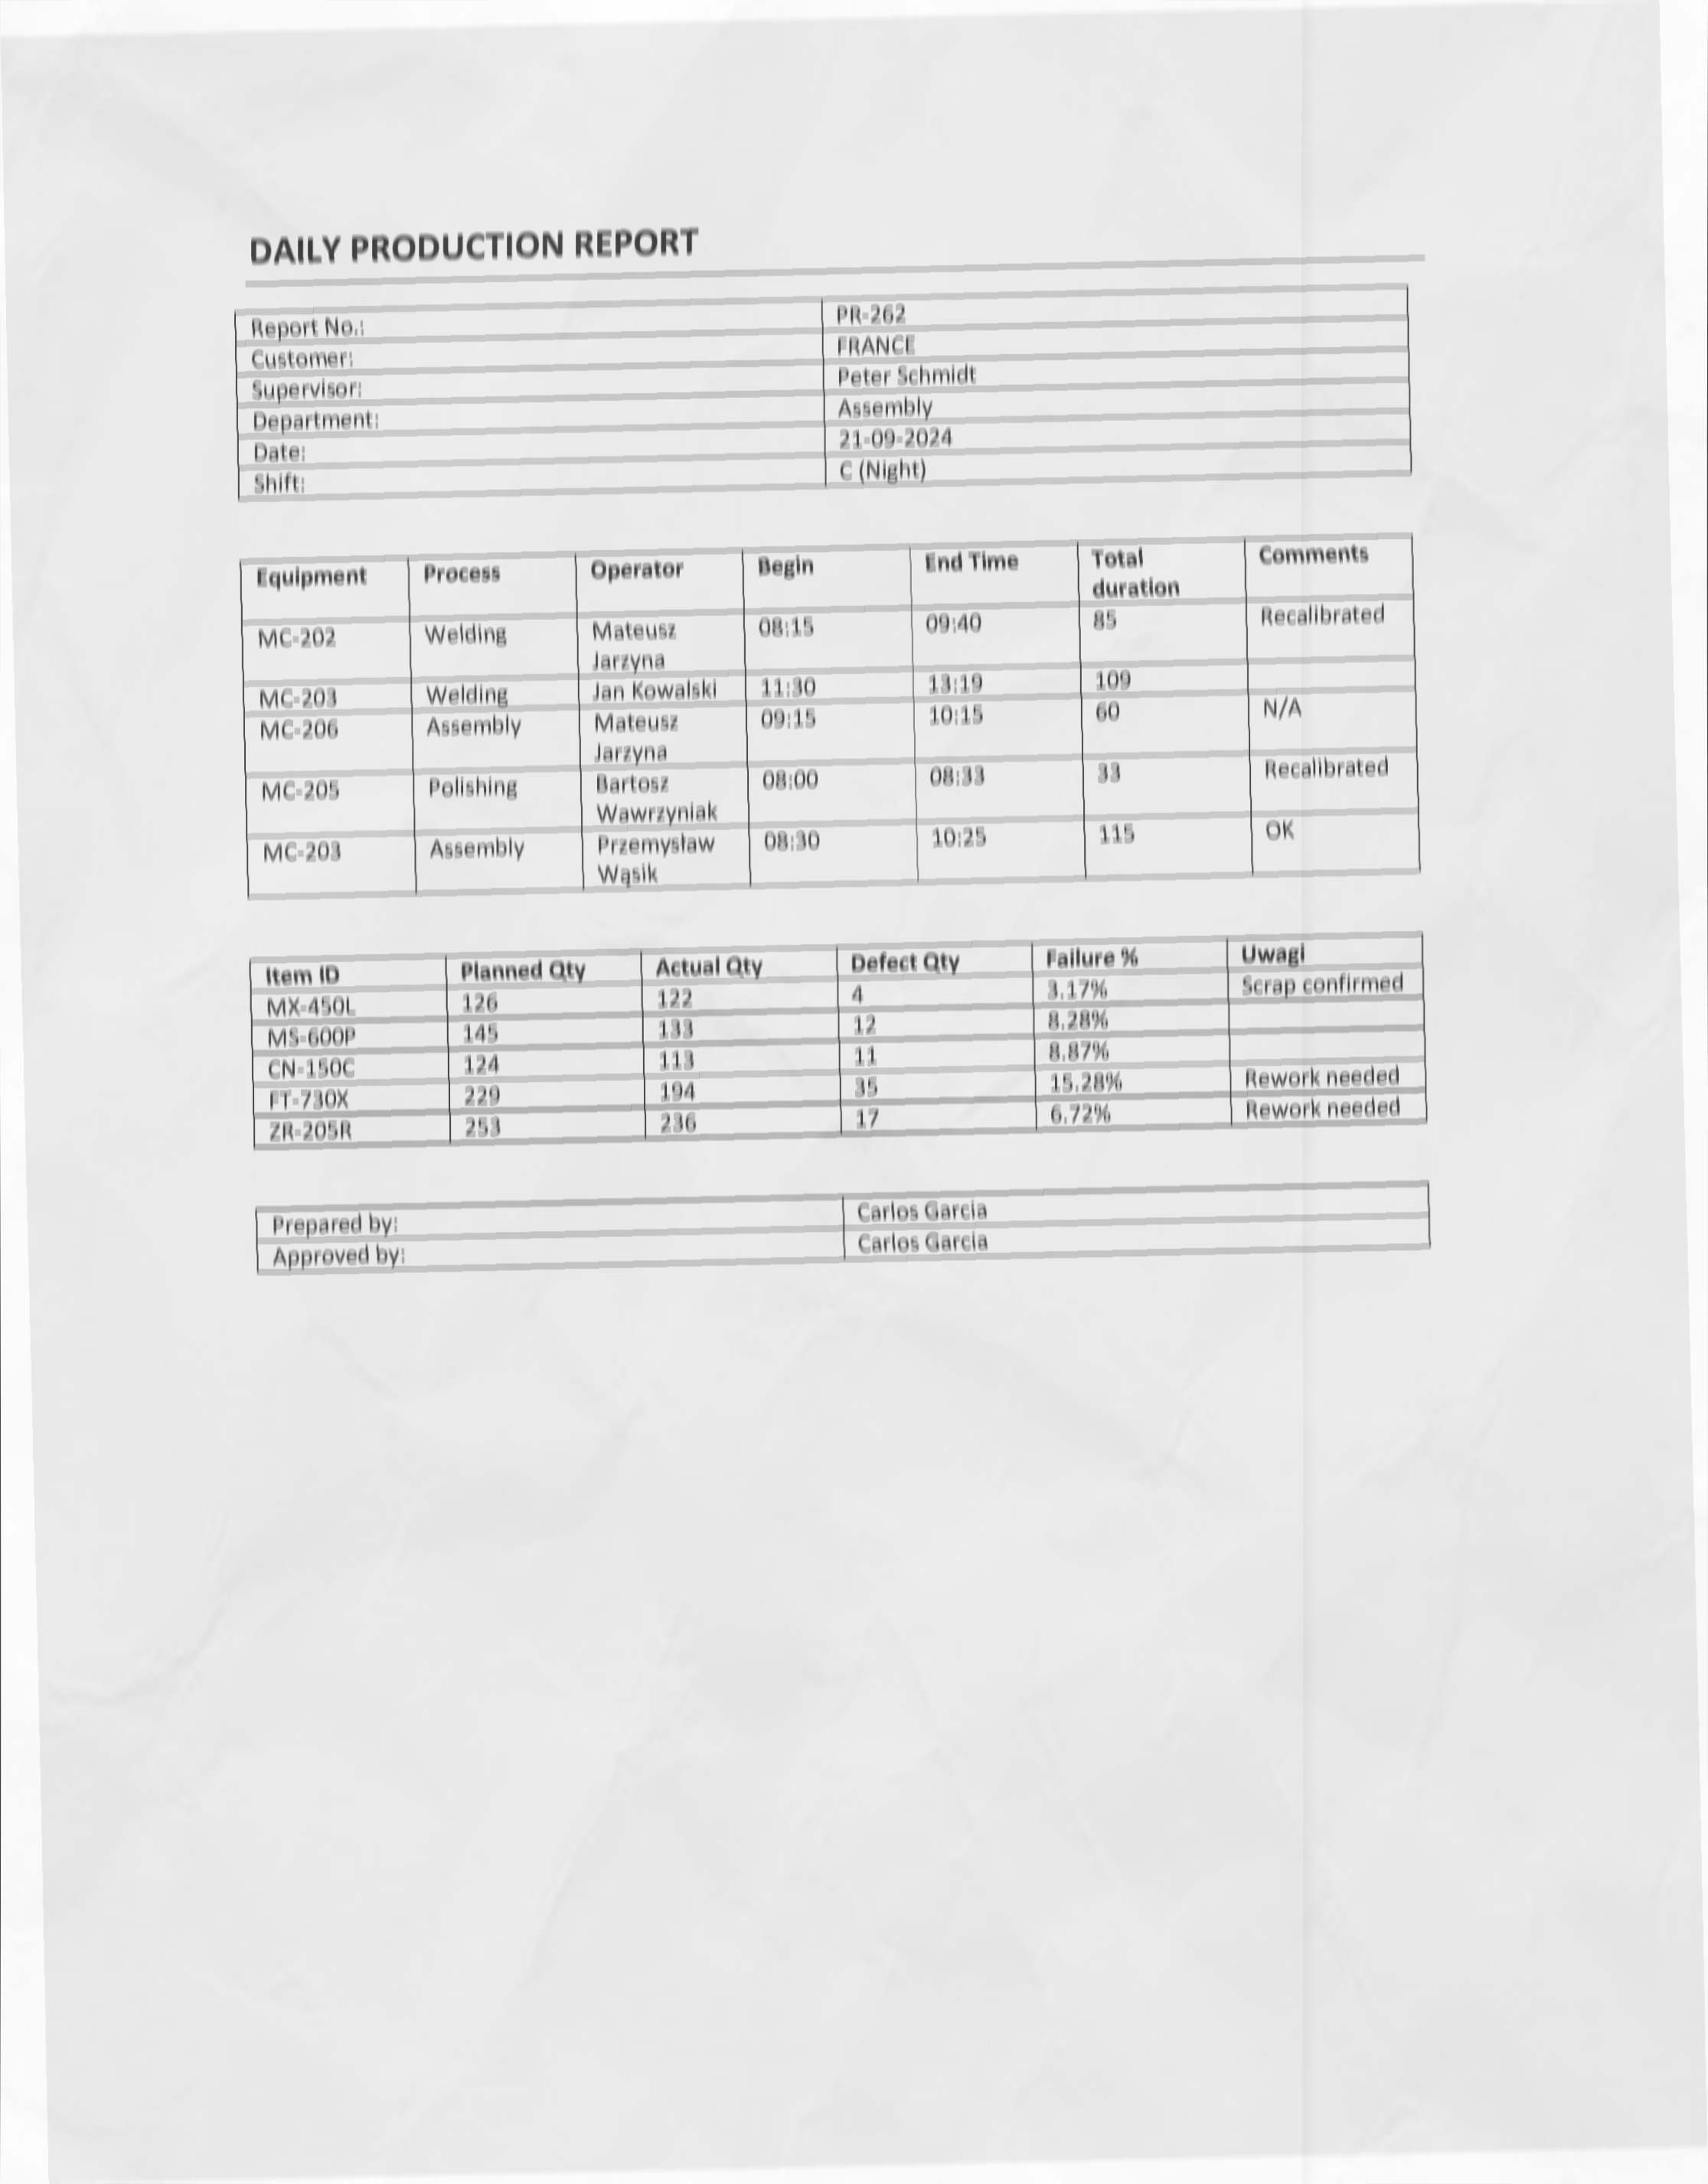 DAILY PRODUCTION REPORT
Report No.: PR-262
Customer: FRANCE
Supervisor: Peter Schmidt
Department: Assembly
Date: 21-09-2024
Shift: C (Night)
Equipment Process Operator Begin End Time Total duration Comments
MC-202 Welding Mateusz Jarzyna 08:15 09:40 85 Recalibrated
MC-203 Welding Jan Kowalski 11:30 13:19 109
MC-206 Assembly Mateusz Jarzyna 09:15 10:15 60 N/A
MC-205 Polishing Bartosz Wawrzyniak 08:00 08:33 33 Recalibrated
MC-203 Assembly Przemysław Wąsik 08:30 10:25 115 OK
Item ID Planned Qty Actual Qty Defect Qty Failure % Uwagi
MX-450L 126 122 4 3.17% Scrap confirmed
MS-600P 145 133 12 8.28%
CN-150C 124 113 11 8.87%
FT-730X 229 194 35 15.28% Rework needed
ZR-205R 253 236 17 6.72% Rework needed
Prepared by: Carlos Garcia
Approved by: Carlos Garcia